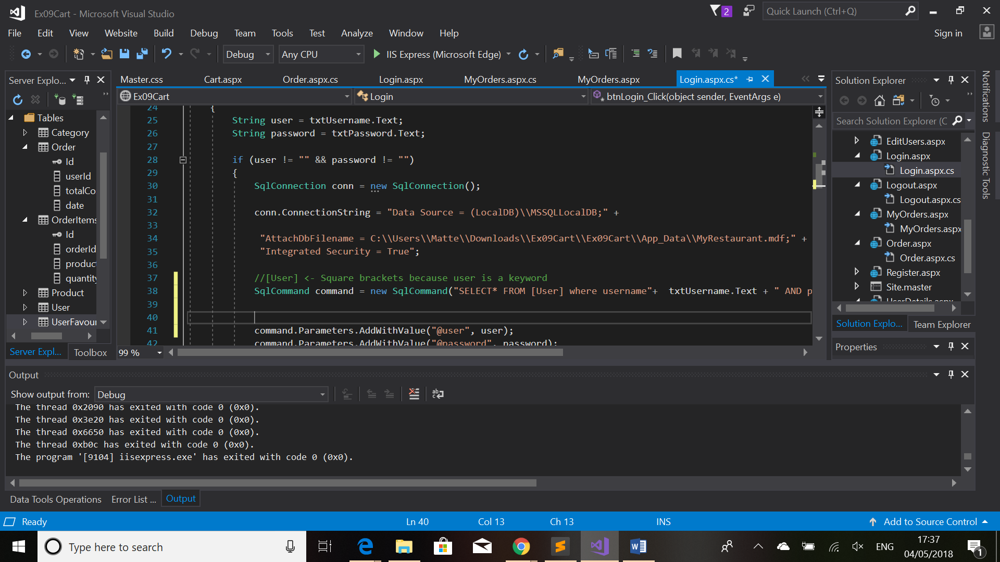 Ex09Cart - Microsoft Visual Studio
2
Quick Launch (Ctrl+Q)
File Edit View Website Build Debug Team Tools Test Analyze Window Help
Sign in
Debug
Any CPU
IIS Express (Microsoft Edge)
Server Explo...
Tables
Category
Order
Id
userId
totalCo
date
OrderItems
Id
orderId
product
quantity
Product
User
UserFavour
Server Expl...
Toolbox
Master.css Cart.aspx Order.aspx.cs Login.aspx MyOrders.aspx.cs MyOrders.aspx Login.aspx.cs*
Ex09Cart
Login
btnLogin_Click(object sender, EventArgs e)
24 {
25 String user = txtUsername.Text;
26 String password = txtPassword.Text;
27
28 if (user != "" && password != "")
29 {
30 SqlConnection conn = new SqlConnection();
31
32 conn.ConnectionString = "Data Source = (LocalDB)\\MSSQLLocalDB;" +
33
34 "AttachDbFilename = C:\\Users\\Matte\\Downloads\\Ex09Cart\\Ex09Cart\\App_Data\\MyRestaurant.mdf;" +
35 "Integrated Security = True";
36
37 //[User] <- Square brackets because user is a keyword
38 SqlCommand command = new SqlCommand("SELECT* FROM [User] where username"+  txtUsername.Text + " AND p
39
40
41 command.Parameters.AddWithValue("@user", user);
42 command.Parameters.AddWithValue("@password", password);
99 %
Solution Explorer
Search Solution Explorer (C
EditUsers.aspx
Login.aspx
Login.aspx.cs
Logout.aspx
Logout.aspx.cs
MyOrders.aspx
MyOrders.aspx
Order.aspx
Order.aspx.cs
Register.aspx
Site.master
UserDetails.aspx
Solution Explo...
Team Explorer
Properties
Notifications
Diagnostic Tools
Output
Show output from:
Debug
The thread 0x2090 has exited with code 0 (0x0).
The thread 0x3e20 has exited with code 0 (0x0).
The thread 0x6650 has exited with code 0 (0x0).
The thread 0xb0c has exited with code 0 (0x0).
The program '[9104] iisexpress.exe' has exited with code 0 (0x0).
Data Tools Operations
Error List ...
Output
Ready
Ln 40
Col 13
Ch 13
INS
Add to Source Control
Type here to search
ENG
17:37
04/05/2018
1